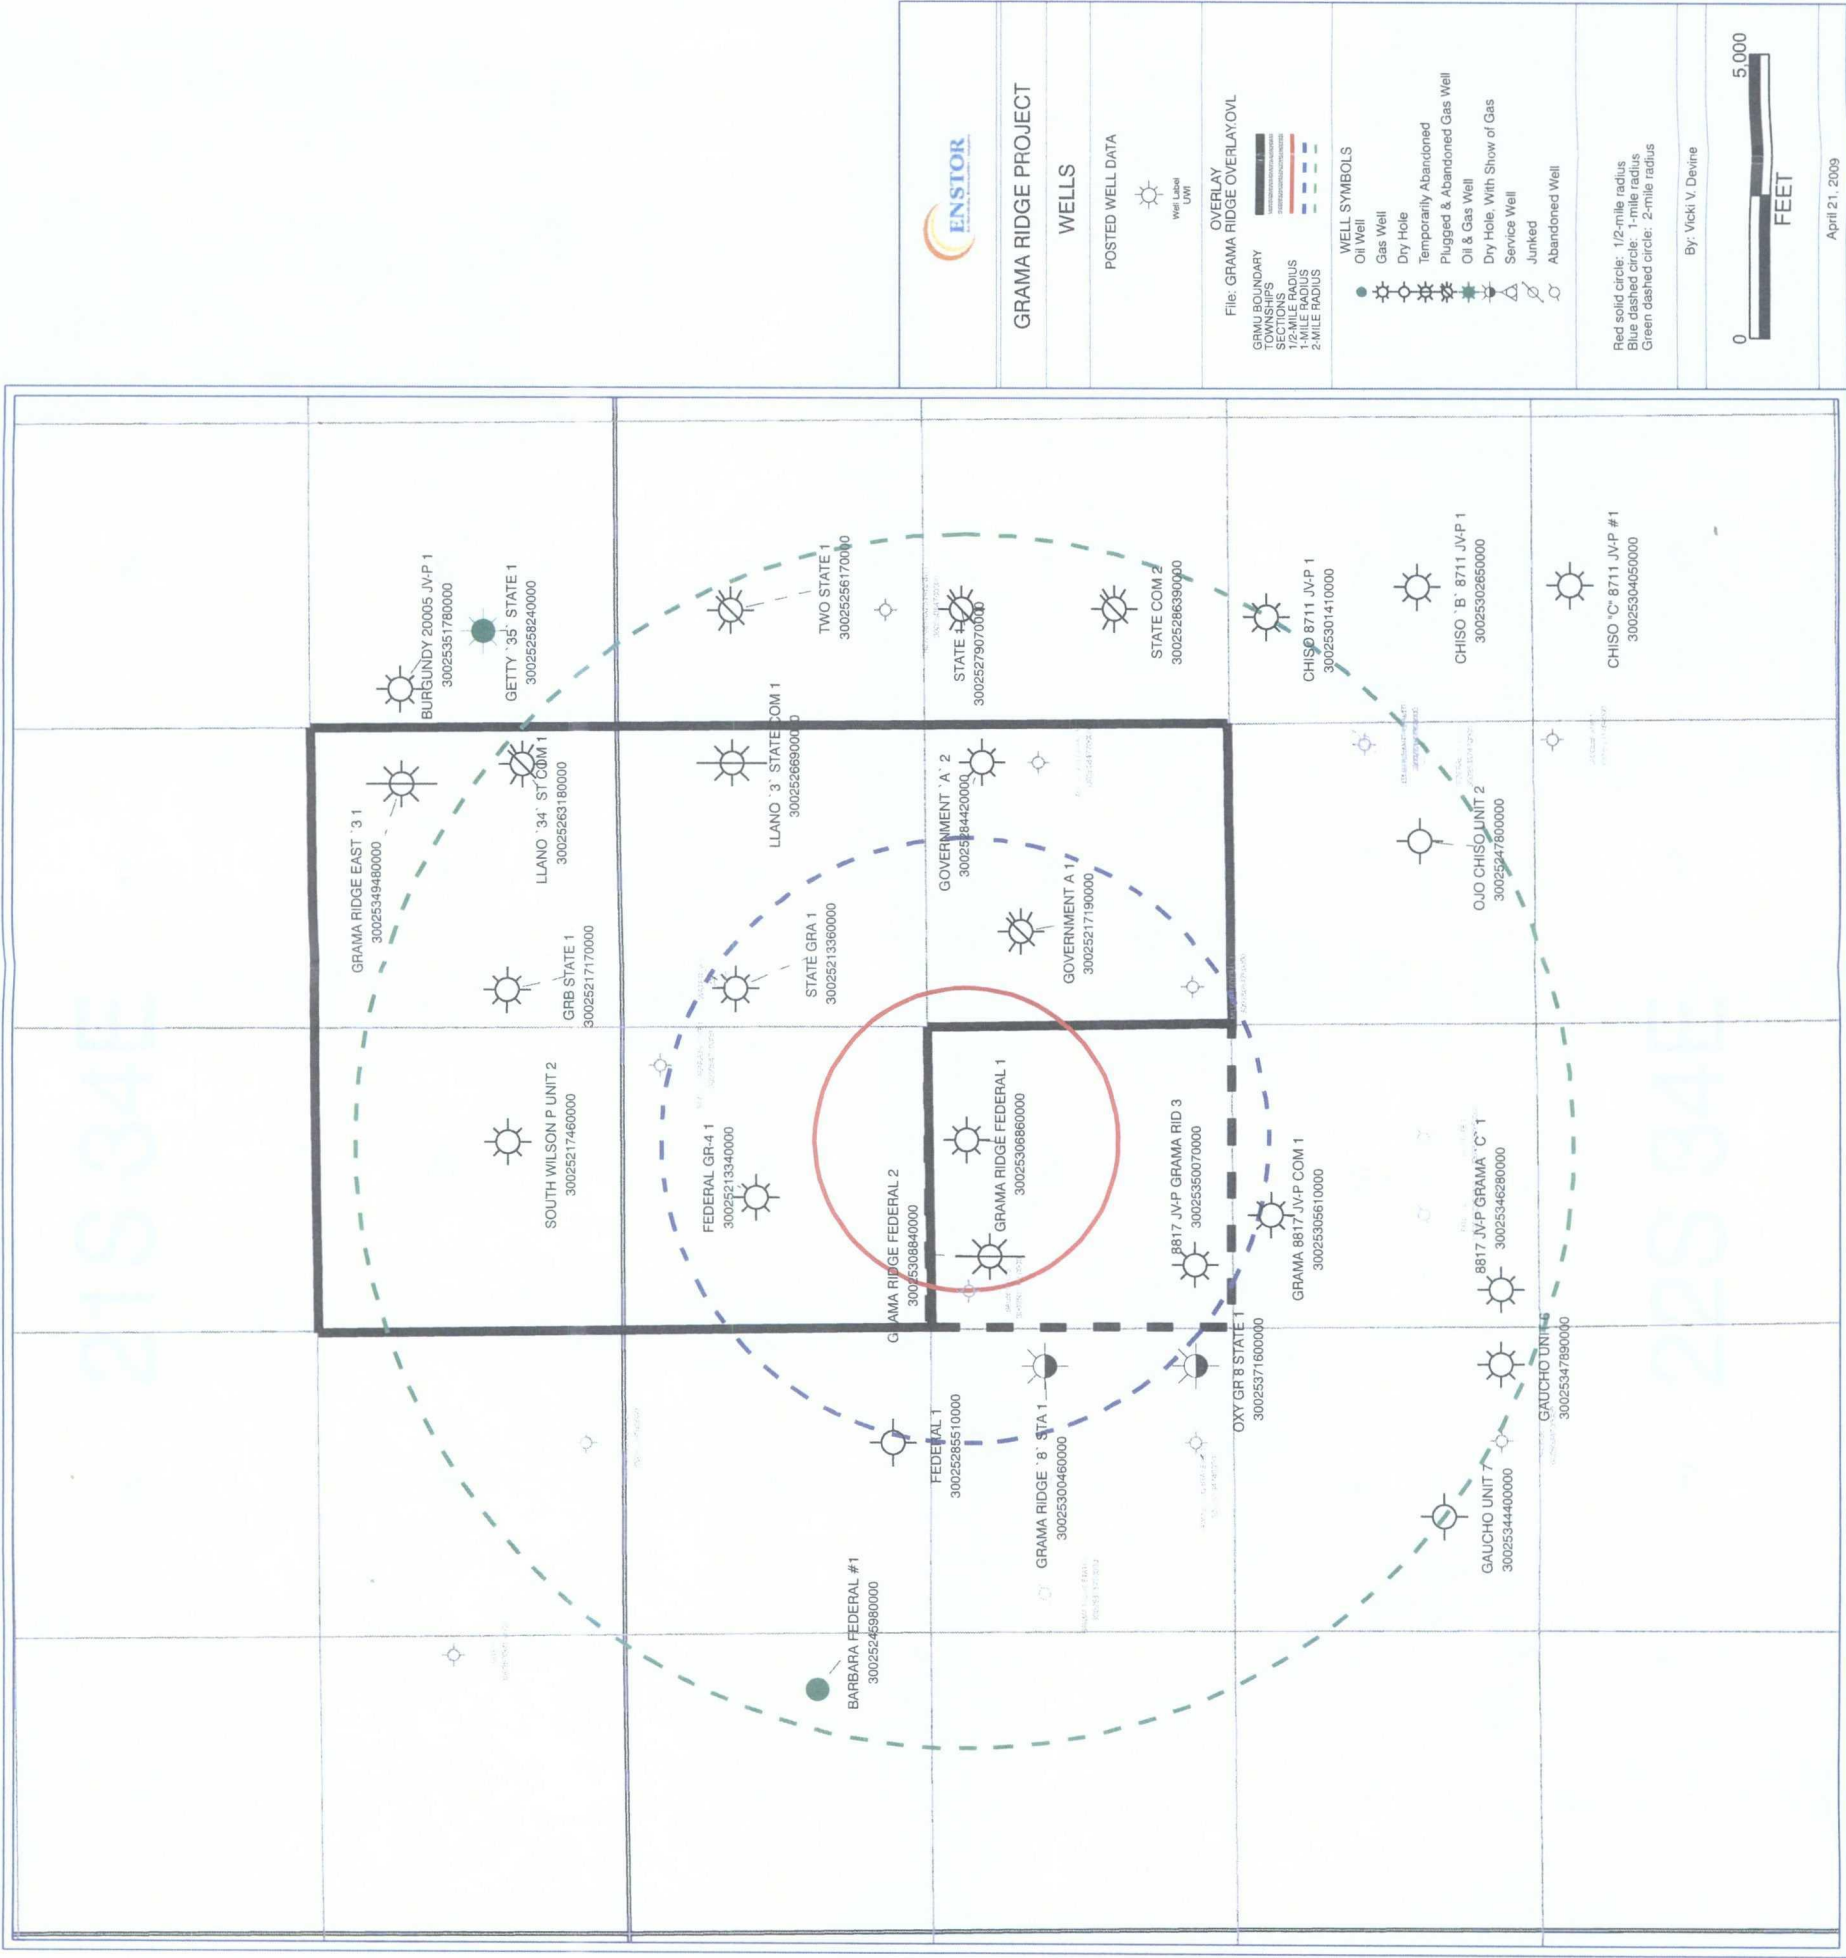 21S 34E
22S 34E
BURGUNDY 20005 JV-P 1
30025351780000
GETTY `35` STATE 1
30025258240000
GRAMA RIDGE EAST `3 1
30025349480000
LLANO `34` ST COM 1
30025263180000
GRB STATE 1
30025217170000
SOUTH WILSON P UNIT 2
30025217460000
TWO STATE 1
30025256170000
LLANO `3` STATE COM 1
30025266900000
STATE GRA 1
30025213360000
FEDERAL GR-4 1
30025213340000
BARBARA FEDERAL #1
30025245980000
STATE 1
30025279070000
STATE COM 2
30025286390000
GOVERNMENT `A` 2
30025284420000
GOVERNMENT A 1
30025217190000
GRAMA RIDGE FEDERAL 1
30025306860000
GRAMA RIDGE FEDERAL 2
30025308840000
8817 JV-P GRAMA RID 3
30025350070000
FEDERAL 1
30025285510000
GRAMA RIDGE `8` STA 1
30025300460000
OXY GR 8 STATE 1
30025371600000
GRAMA 8817 JV-P COM 1
30025305610000
CHISO 8711 JV-P 1
30025301410000
CHISO `B` 8711 JV-P 1
30025302650000
CHISO "C" 8711 JV-P #1
30025304050000
OJO CHISO UNIT 2
30025247800000
8817 JV-P GRAMA `C` 1
30025346280000
GAUCHO UNIT
30025347890000
GAUCHO UNIT 7
30025344400000
ENSTOR
GRAMA RIDGE PROJECT
WELLS
POSTED WELL DATA
Well Label
UWI
OVERLAY
File: GRAMA RIDGE OVERLAY.OVL
GRMU BOUNDARY
TOWNSHIPS
SECTIONS
1/2-MILE RADIUS
1-MILE RADIUS
2-MILE RADIUS
WELL SYMBOLS
Oil Well
Gas Well
Dry Hole
Temporarily Abandoned
Plugged & Abandoned Gas Well
Oil & Gas Well
Dry Hole, With Show of Gas
Service Well
Junked
Abandoned Well
Red solid circle: 1/2-mile radius
Blue dashed circle: 1-mile radius
Green dashed circle: 2-mile radius
By: Vicki V. Devine
0 5,000
FEET
April 21, 2009